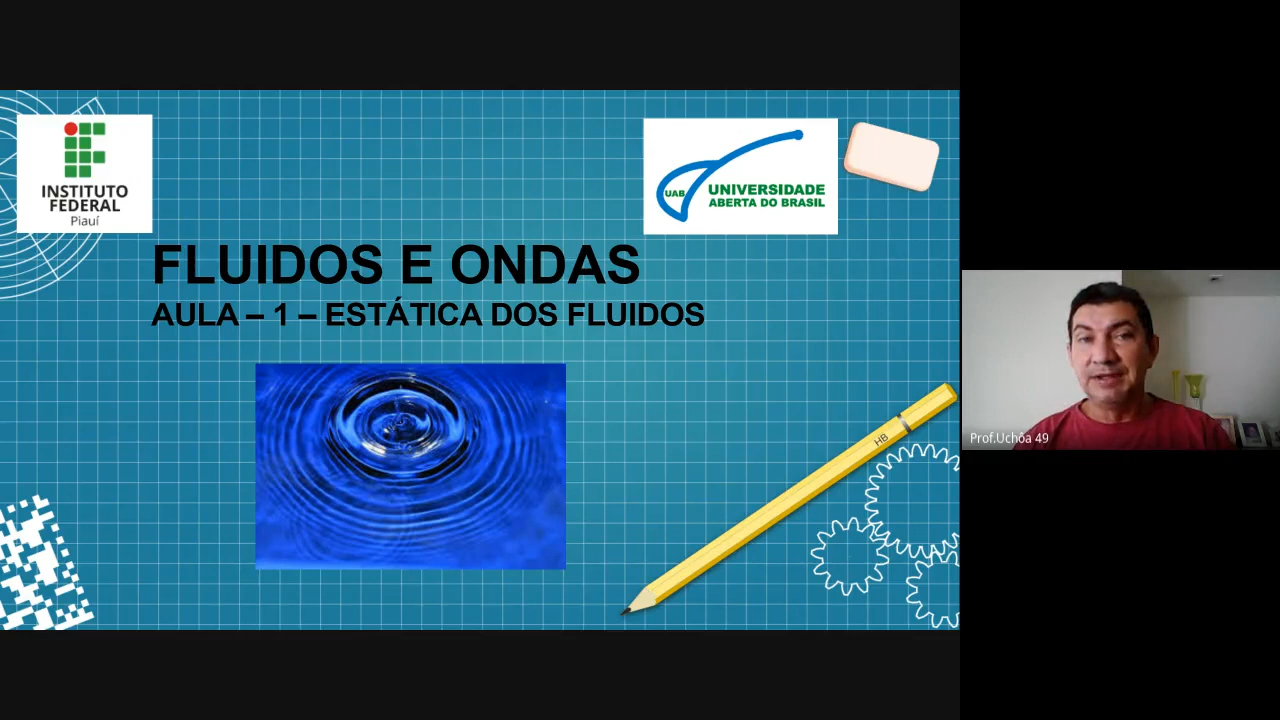 INSTITUTO
FEDERAL
Piauí
UAB
UNIVERSIDADE
ABERTA DO BRASIL
FLUIDOS E ONDAS
AULA – 1 – ESTÁTICA DOS FLUIDOS
HB
Prof.Uchôa 49